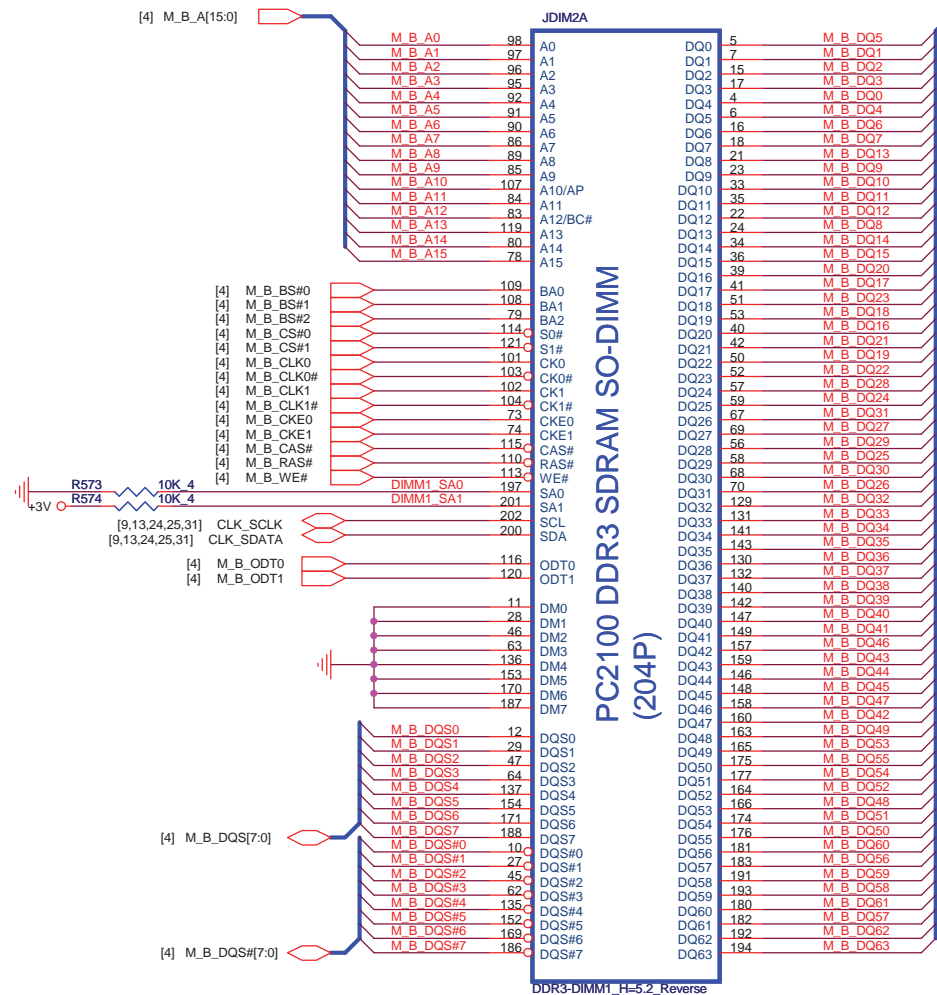 [4] M_B_A[15:0]
JDIM2A
M_B_A0 98 A0
M_B_A1 97 A1
M_B_A2 96 A2
M_B_A3 95 A3
M_B_A4 92 A4
M_B_A5 91 A5
M_B_A6 90 A6
M_B_A7 86 A7
M_B_A8 89 A8
M_B_A9 85 A9
M_B_A10 107 A10/AP
M_B_A11 84 A11
M_B_A12 83 A12/BC#
M_B_A13 119 A13
M_B_A14 80 A14
M_B_A15 78 A15
[4] M_B_BS#0 109 BA0
[4] M_B_BS#1 108 BA1
[4] M_B_BS#2 79 BA2
[4] M_B_CS#0 114 S0#
[4] M_B_CS#1 121 S1#
[4] M_B_CLK0 101 CK0
[4] M_B_CLK0# 103 CK0#
[4] M_B_CLK1 102 CK1
[4] M_B_CLK1# 104 CK1#
[4] M_B_CKE0 73 CKE0
[4] M_B_CKE1 74 CKE1
[4] M_B_CAS# 115 CAS#
[4] M_B_RAS# 110 RAS#
[4] M_B_WE# 113 WE#
R573 10K_4 DIMM1_SA0 197 SA0
+3V R574 10K_4 DIMM1_SA1 201 SA1
[9,13,24,25,31] CLK_SCLK 202 SCL
[9,13,24,25,31] CLK_SDATA 200 SDA
[4] M_B_ODT0 116 ODT0
[4] M_B_ODT1 120 ODT1
11 DM0
28 DM1
46 DM2
63 DM3
136 DM4
153 DM5
170 DM6
187 DM7
M_B_DQS0 12 DQS0
M_B_DQS1 29 DQS1
M_B_DQS2 47 DQS2
M_B_DQS3 64 DQS3
M_B_DQS4 137 DQS4
M_B_DQS5 154 DQS5
M_B_DQS6 171 DQS6
M_B_DQS7 188 DQS7
[4] M_B_DQS[7:0]
M_B_DQS#0 10 DQS#0
M_B_DQS#1 27 DQS#1
M_B_DQS#2 45 DQS#2
M_B_DQS#3 62 DQS#3
M_B_DQS#4 135 DQS#4
M_B_DQS#5 152 DQS#5
M_B_DQS#6 169 DQS#6
M_B_DQS#7 186 DQS#7
[4] M_B_DQS#[7:0]
PC2100 DDR3 SDRAM SO-DIMM
(204P)
DQ0 5 M_B_DQ5
DQ1 7 M_B_DQ1
DQ2 15 M_B_DQ2
DQ3 17 M_B_DQ3
DQ4 4 M_B_DQ0
DQ5 6 M_B_DQ4
DQ6 16 M_B_DQ6
DQ7 18 M_B_DQ7
DQ8 21 M_B_DQ13
DQ9 23 M_B_DQ9
DQ10 33 M_B_DQ10
DQ11 35 M_B_DQ11
DQ12 22 M_B_DQ12
DQ13 24 M_B_DQ8
DQ14 34 M_B_DQ14
DQ15 36 M_B_DQ15
DQ16 39 M_B_DQ20
DQ17 41 M_B_DQ17
DQ18 51 M_B_DQ23
DQ19 53 M_B_DQ18
DQ20 40 M_B_DQ16
DQ21 42 M_B_DQ21
DQ22 50 M_B_DQ19
DQ23 52 M_B_DQ22
DQ24 57 M_B_DQ28
DQ25 59 M_B_DQ24
DQ26 67 M_B_DQ31
DQ27 69 M_B_DQ27
DQ28 56 M_B_DQ29
DQ29 58 M_B_DQ25
DQ30 68 M_B_DQ30
DQ31 70 M_B_DQ26
DQ32 129 M_B_DQ32
DQ33 131 M_B_DQ33
DQ34 141 M_B_DQ34
DQ35 143 M_B_DQ35
DQ36 130 M_B_DQ36
DQ37 132 M_B_DQ37
DQ38 140 M_B_DQ38
DQ39 142 M_B_DQ39
DQ40 147 M_B_DQ40
DQ41 149 M_B_DQ41
DQ42 157 M_B_DQ46
DQ43 159 M_B_DQ43
DQ44 146 M_B_DQ44
DQ45 148 M_B_DQ45
DQ46 158 M_B_DQ47
DQ47 160 M_B_DQ42
DQ48 163 M_B_DQ49
DQ49 165 M_B_DQ53
DQ50 175 M_B_DQ55
DQ51 177 M_B_DQ54
DQ52 164 M_B_DQ52
DQ53 166 M_B_DQ48
DQ54 174 M_B_DQ51
DQ55 176 M_B_DQ50
DQ56 181 M_B_DQ60
DQ57 183 M_B_DQ56
DQ58 191 M_B_DQ59
DQ59 193 M_B_DQ58
DQ60 180 M_B_DQ61
DQ61 182 M_B_DQ57
DQ62 192 M_B_DQ62
DQ63 194 M_B_DQ63
DDR3-DIMM1_H=5.2_Reverse